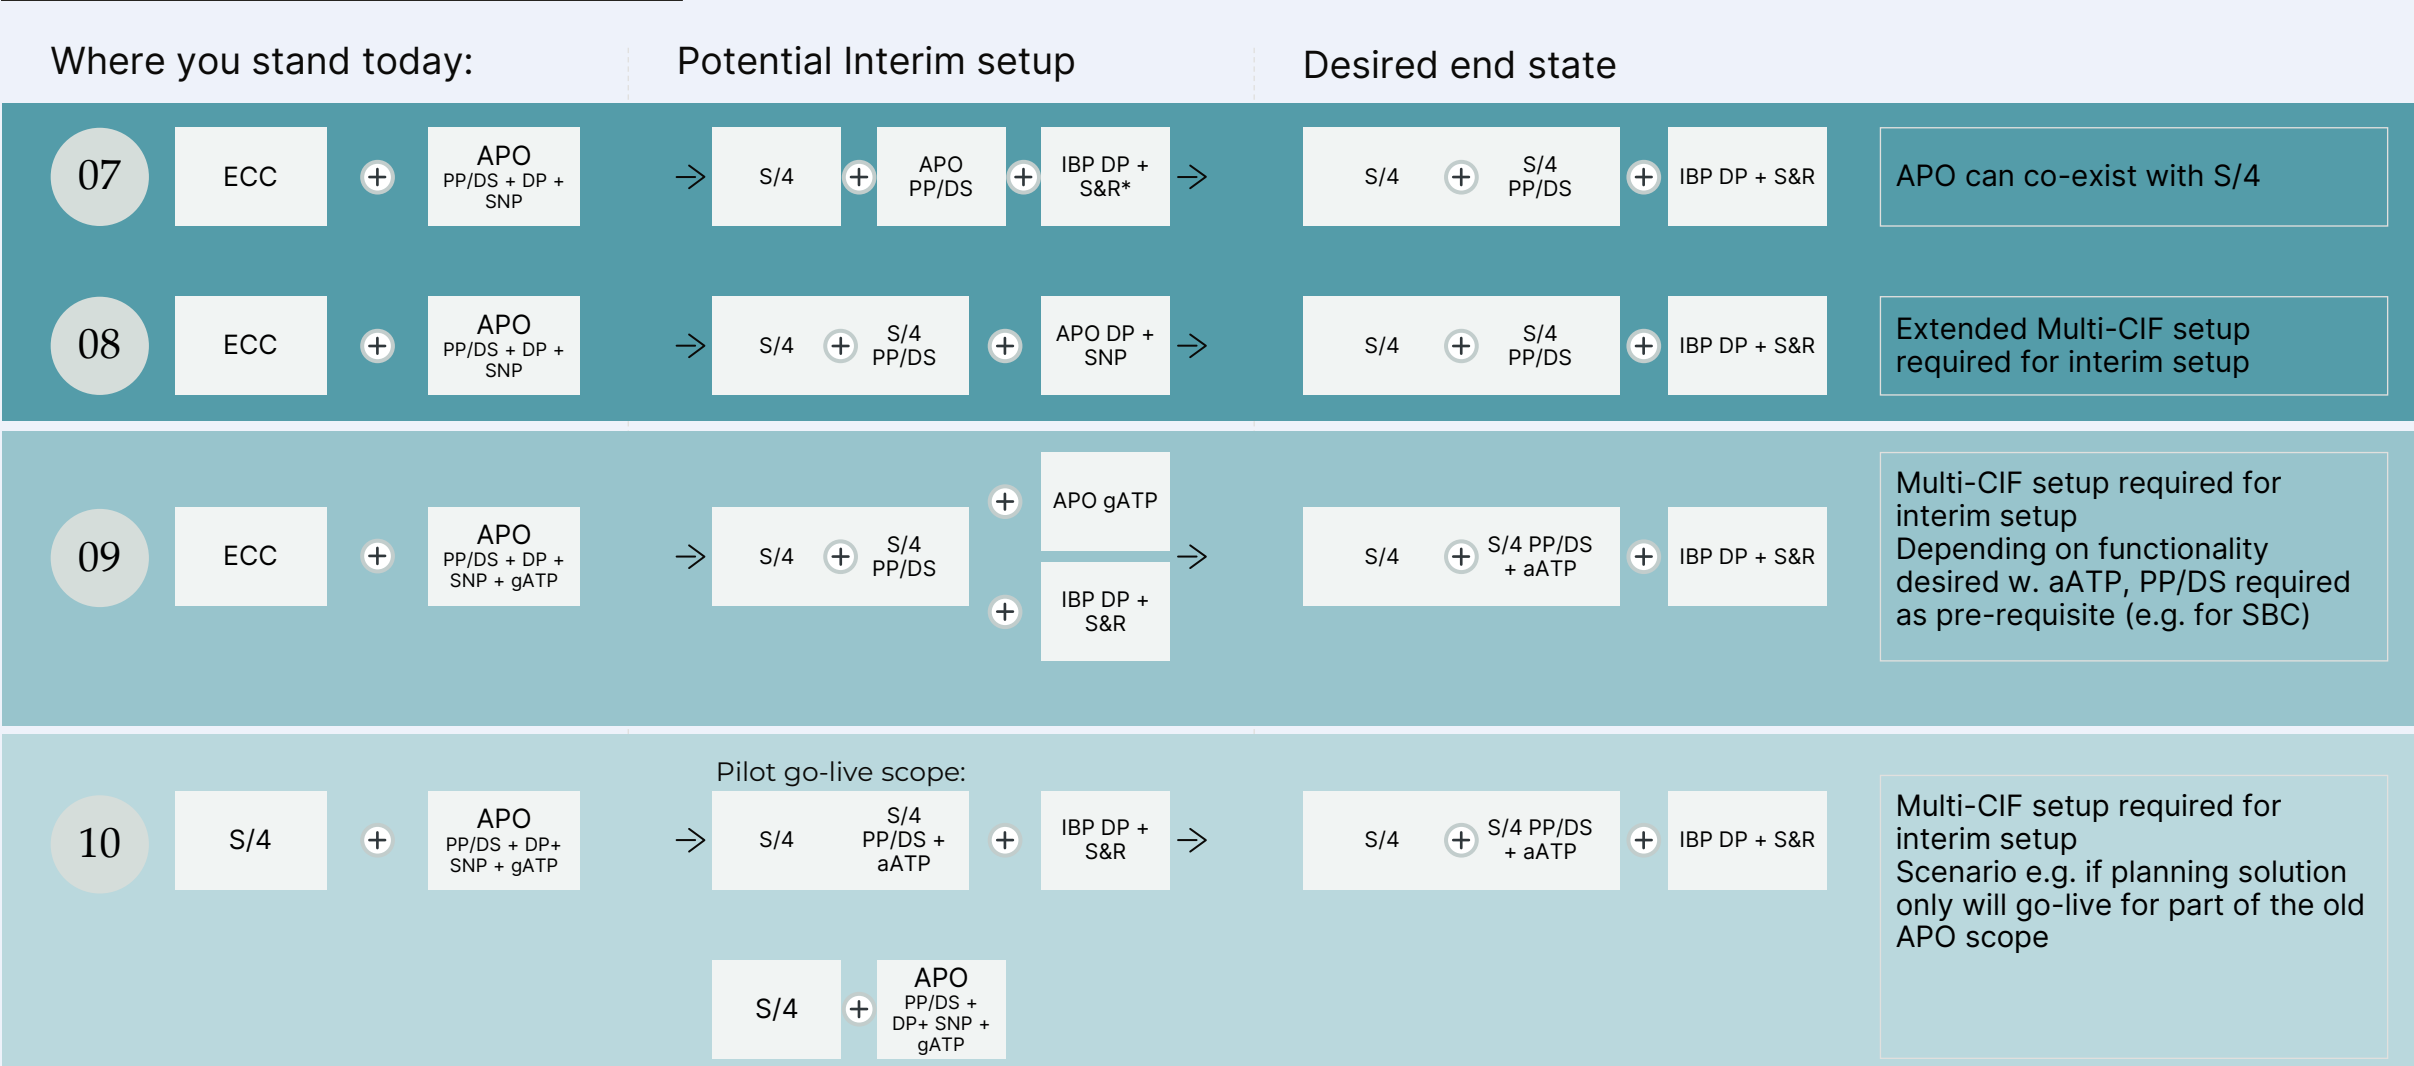 Where you stand today:
Potential Interim setup
Desired end state
07
ECC
APO
PP/DS + DP +
SNP
S/4
APO
PP/DS
IBP DP +
S&R*
S/4
S/4
PP/DS
IBP DP + S&R
APO can co-exist with S/4
08
ECC
APO
PP/DS + DP +
SNP
S/4
S/4
PP/DS
APO DP +
SNP
S/4
S/4
PP/DS
IBP DP + S&R
Extended Multi-CIF setup
required for interim setup
09
ECC
APO
PP/DS + DP +
SNP + gATP
S/4
S/4
PP/DS
APO gATP
IBP DP +
S&R
S/4
S/4 PP/DS
+ aATP
IBP DP + S&R
Multi-CIF setup required for
interim setup
Depending on functionality
desired w. aATP, PP/DS required
as pre-requisite (e.g. for SBC)
10
S/4
APO
PP/DS + DP+
SNP + gATP
Pilot go-live scope:
S/4
S/4
PP/DS +
aATP
IBP DP +
S&R
S/4
S/4 PP/DS
+ aATP
IBP DP + S&R
Multi-CIF setup required for
interim setup
Scenario e.g. if planning solution
only will go-live for part of the old
APO scope
S/4
APO
PP/DS +
DP+ SNP +
gATP